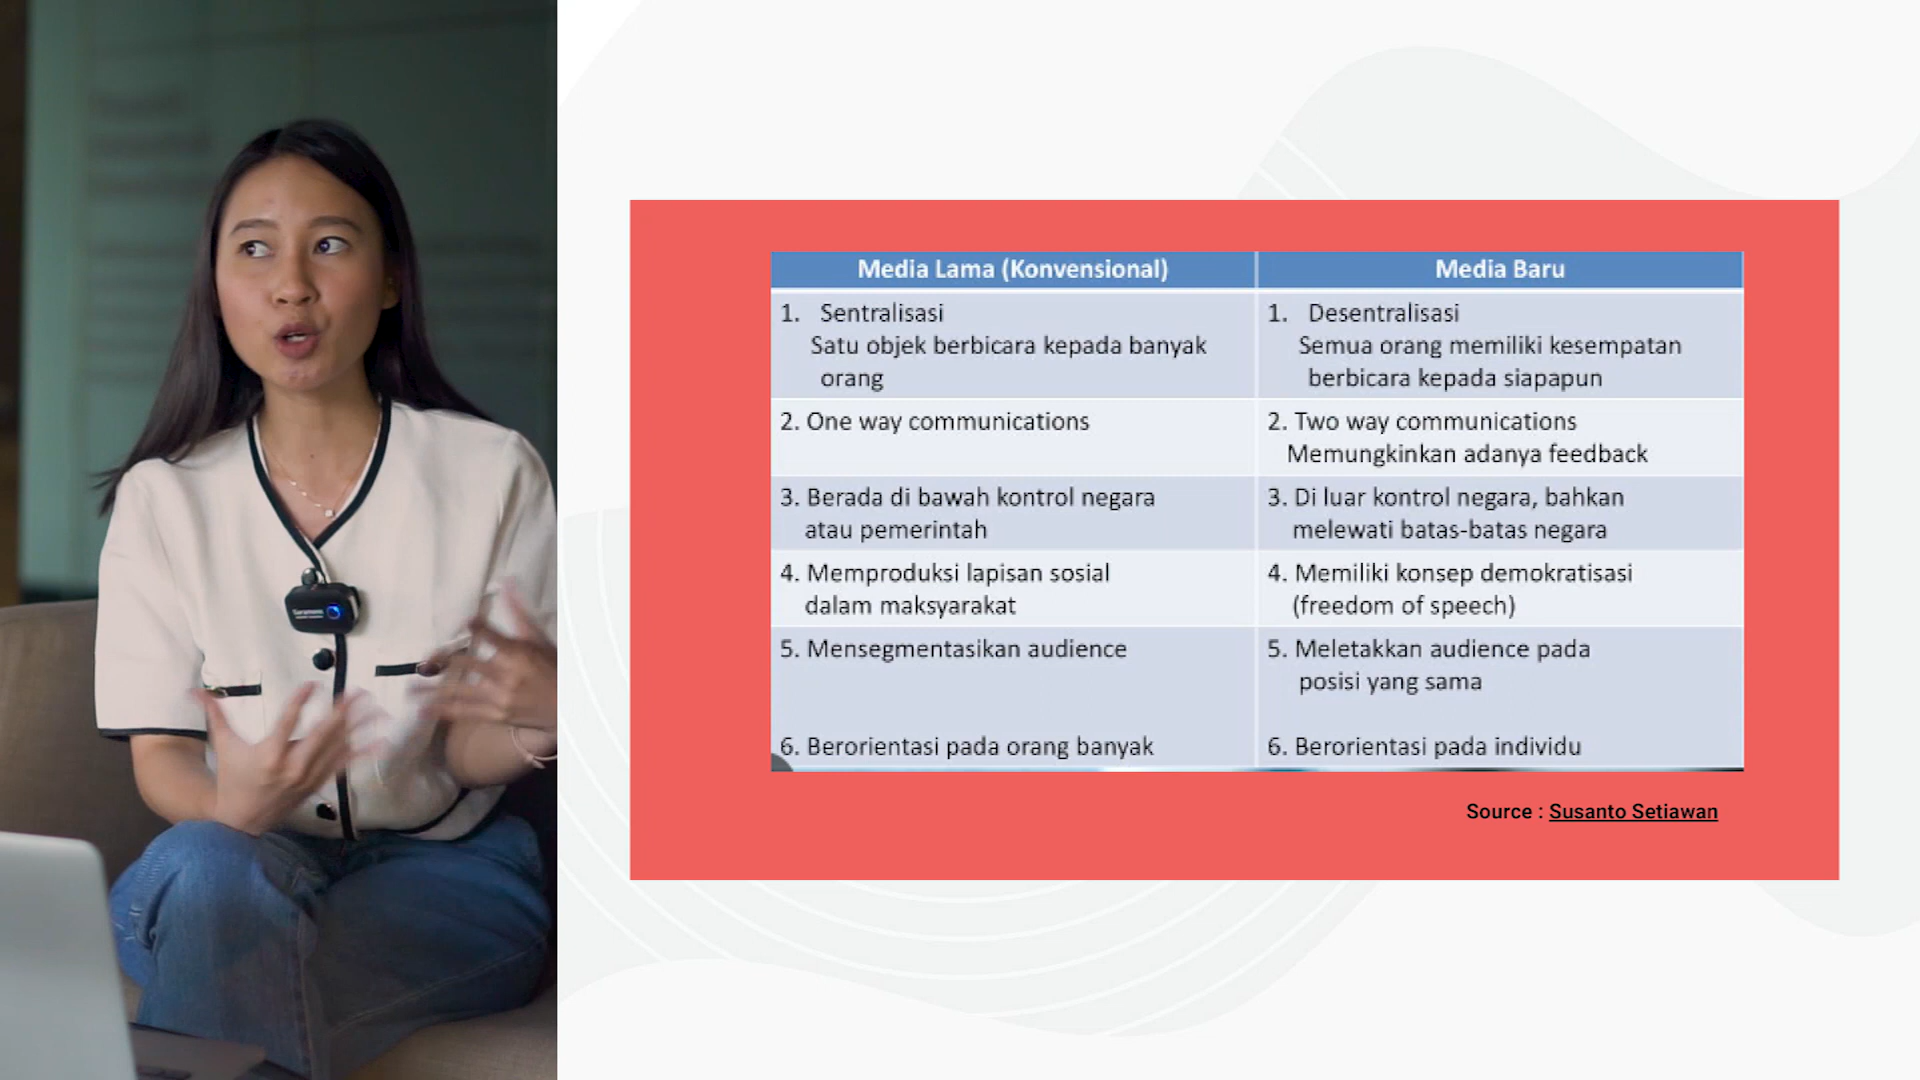 Media Lama (Konvensional)
Media Baru
1. Sentralisasi
Satu objek berbicara kepada banyak
orang
1. Desentralisasi
Semua orang memiliki kesempatan
berbicara kepada siapapun
2. One way communications
2. Two way communications
Memungkinkan adanya feedback
3. Berada di bawah kontrol negara
atau pemerintah
3. Di luar kontrol negara, bahkan
melewati batas-batas negara
4. Memproduksi lapisan sosial
dalam maksyarakat
4. Memiliki konsep demokratisasi
(freedom of speech)
5. Mensegmentasikan audience
5. Meletakkan audience pada
posisi yang sama
6. Berorientasi pada orang banyak
6. Berorientasi pada individu
Source : Susanto Setiawan